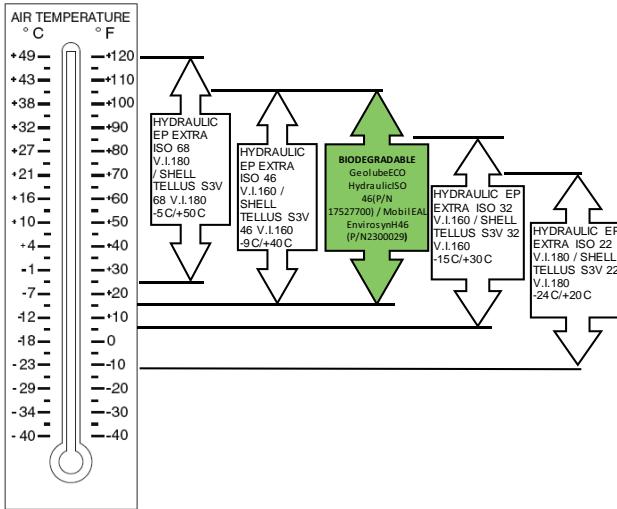 AIR TEMPERATURE
° C ° F
+49 +120
+43 +110
+38 +100
+32 +90
+27 +80
+21 +70
+16 +60
+10 +50
+4 +40
-1 +30
-7 +20
-12 +10
-18 0
-23 -10
-29 -20
-34 -30
-40 -40
HYDRAULIC
EP EXTRA
ISO 68
V.I.180
/ SHELL
TELLUS S3V
68 V.I.180
-5C/+50C
HYDRAULIC
EP EXTRA
ISO 46
V.I.160 /
SHELL
TELLUS S3V
46 V.I.160
-9C/+40C
BIODEGRADABLE
GeolubeECO
HydraulicISO
46(P/N
17527700) / MobilEAL
EnvirosynH46
(P/N2300029)
HYDRAULIC EP
EXTRA ISO 32
V.I.160 / SHELL
TELLUS S3V 32
V.I.160
-15C/+30C
HYDRAULIC EP
EXTRA ISO 22
V.I.180 / SHELL
TELLUS S3V 22
V.I.180
-24C/+20C